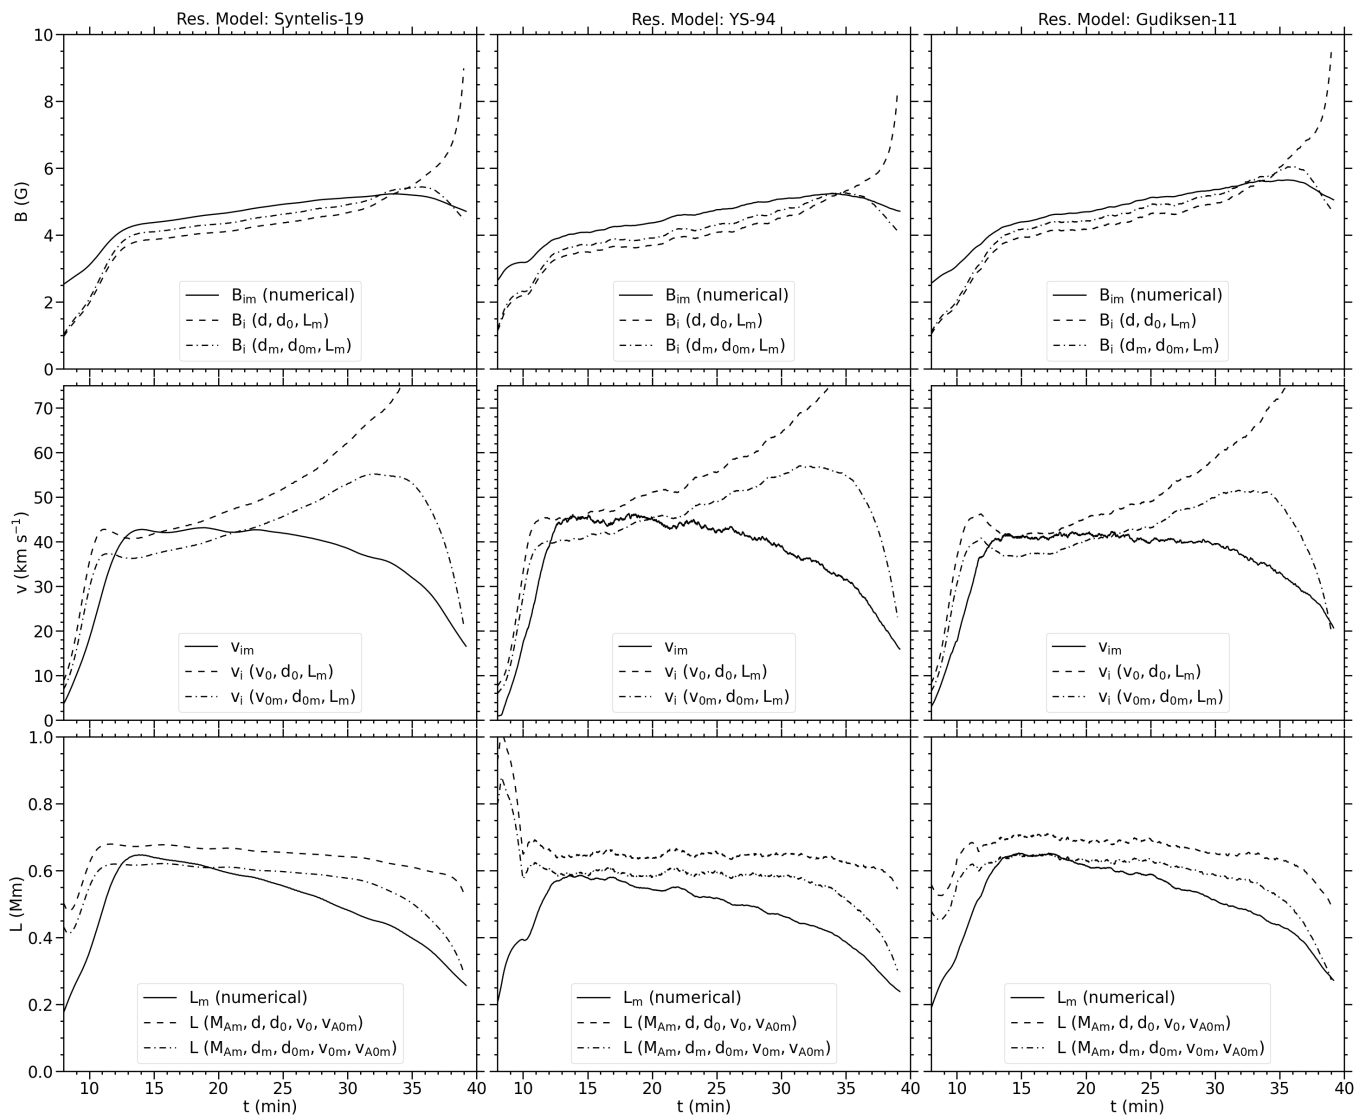 Res. Model: Syntelis-19 Res. Model: YS-94 Res. Model: Gudiksen-11
10
8
6
4
2
0
B (G)
B_im (numerical)
B_i (d, d_0, L_m)
B_i (d_m, d_0m, L_m)
B_im (numerical)
B_i (d, d_0, L_m)
B_i (d_m, d_0m, L_m)
B_im (numerical)
B_i (d, d_0, L_m)
B_i (d_m, d_0m, L_m)
70
60
50
40
30
20
10
0
v (km s^−1)
v_im
v_i (v_0, d_0, L_m)
v_i (v_0m, d_0m, L_m)
v_im
v_i (v_0, d_0, L_m)
v_i (v_0m, d_0m, L_m)
v_im
v_i (v_0, d_0, L_m)
v_i (v_0m, d_0m, L_m)
1.0
0.8
0.6
0.4
0.2
0.0
L (Mm)
L_m (numerical)
L (M_Am, d, d_0, v_0, v_A0m)
L (M_Am, d_m, d_0m, v_0m, v_A0m)
L_m (numerical)
L (M_Am, d, d_0, v_0, v_A0m)
L (M_Am, d_m, d_0m, v_0m, v_A0m)
L_m (numerical)
L (M_Am, d, d_0, v_0, v_A0m)
L (M_Am, d_m, d_0m, v_0m, v_A0m)
10 15 20 25 30 35 40 10 15 20 25 30 35 40 10 15 20 25 30 35 40
t (min) t (min) t (min)